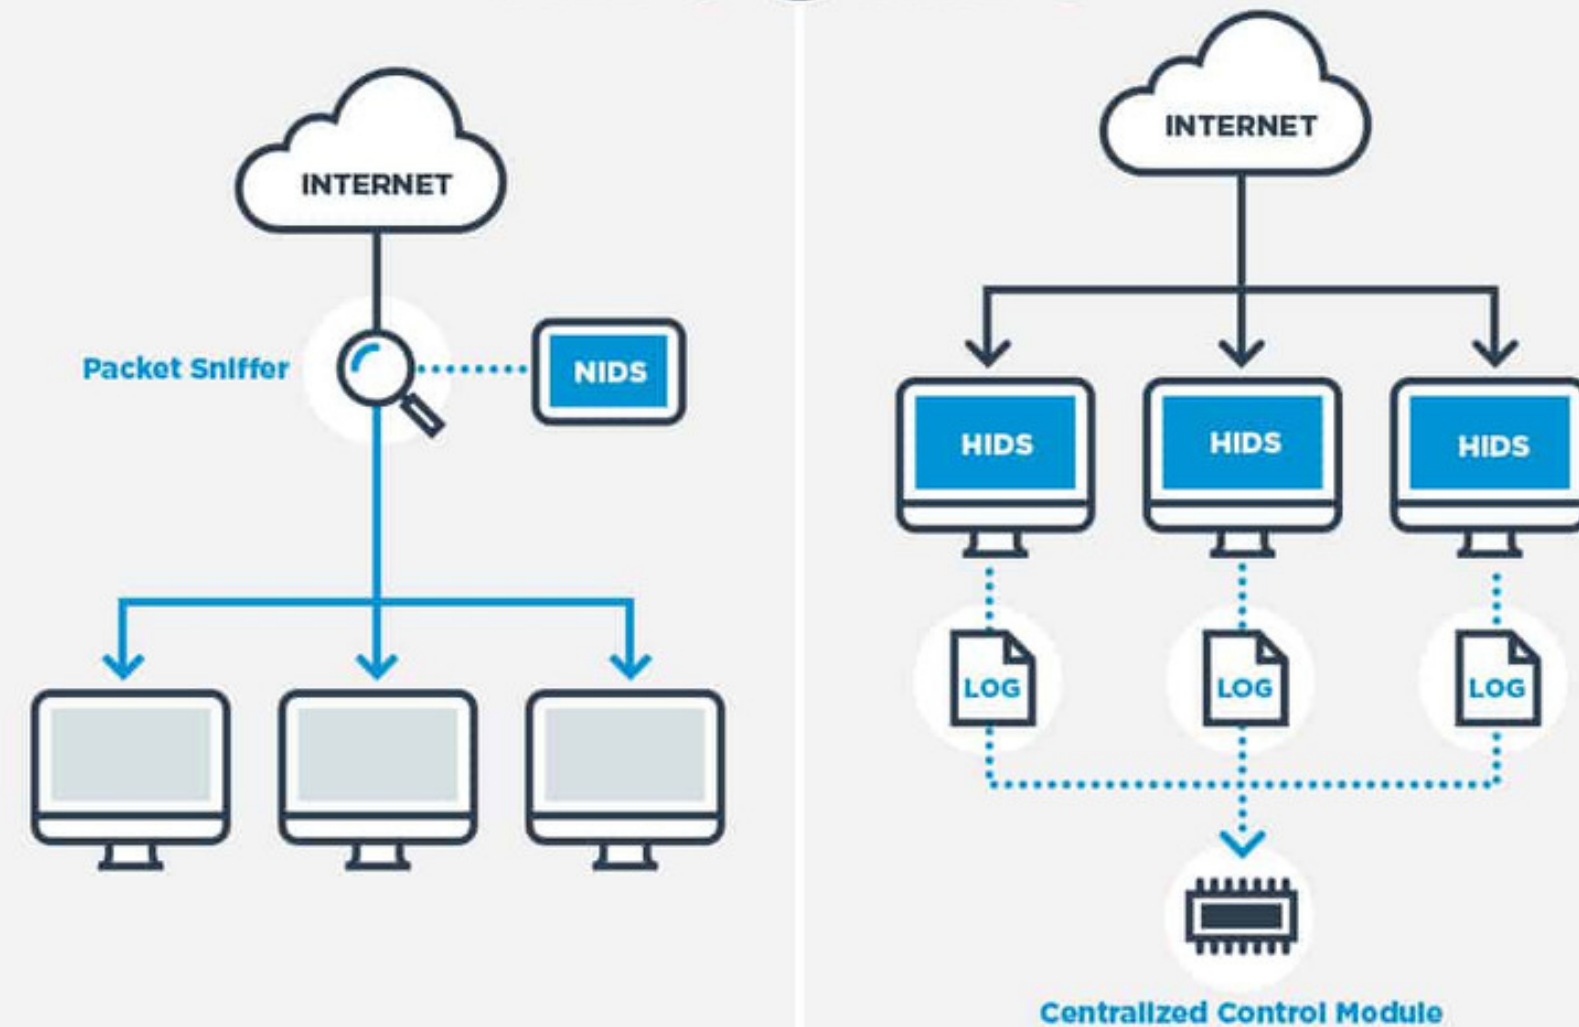 INTERNET
Packet Sniffer
NIDS
INTERNET
HIDS
HIDS
HIDS
LOG
LOG
LOG
Centralized Control Module